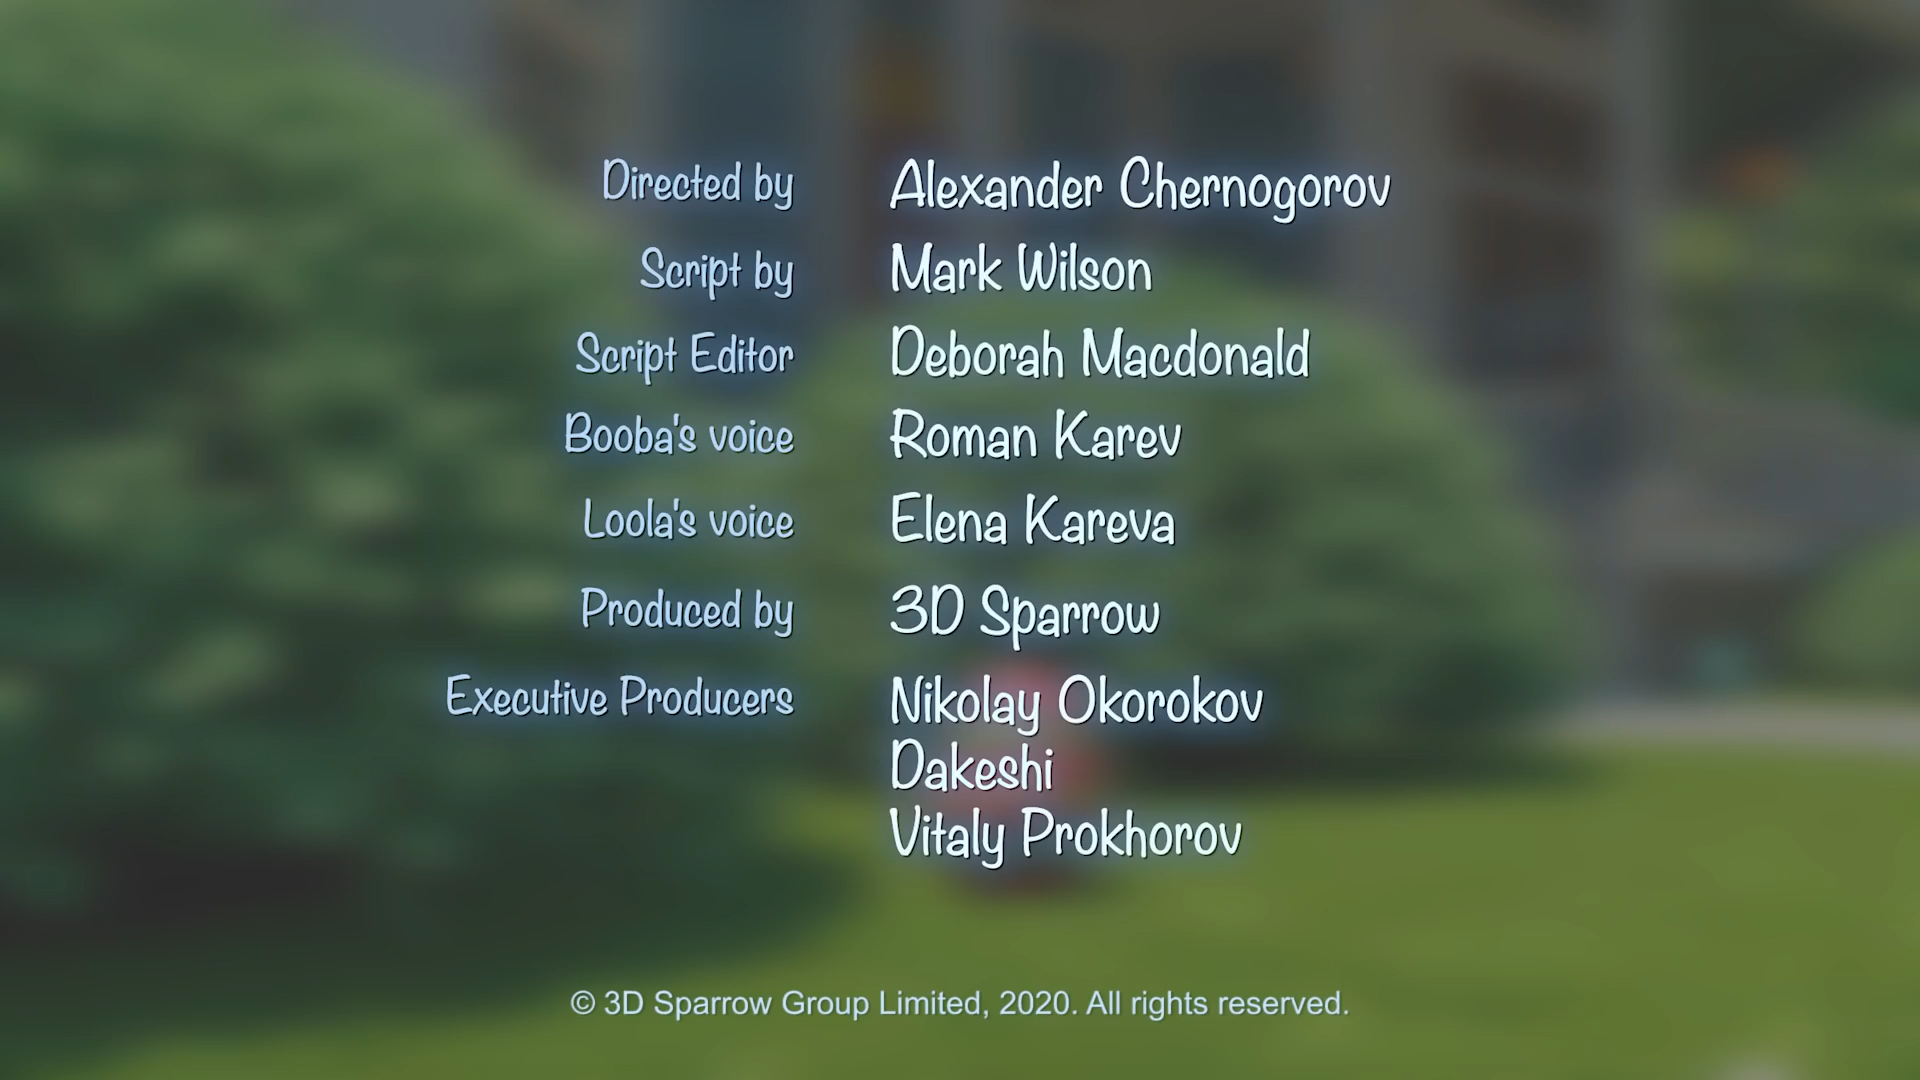 Directed by Alexander Chernogorov
Script by Mark Wilson
Script Editor Deborah Macdonald
Booba's voice Roman Karev
Loola's voice Elena Kareva
Produced by 3D Sparrow
Executive Producers Nikolay Okorokov
Dakeshi
Vitaly Prokhorov
© 3D Sparrow Group Limited, 2020. All rights reserved.